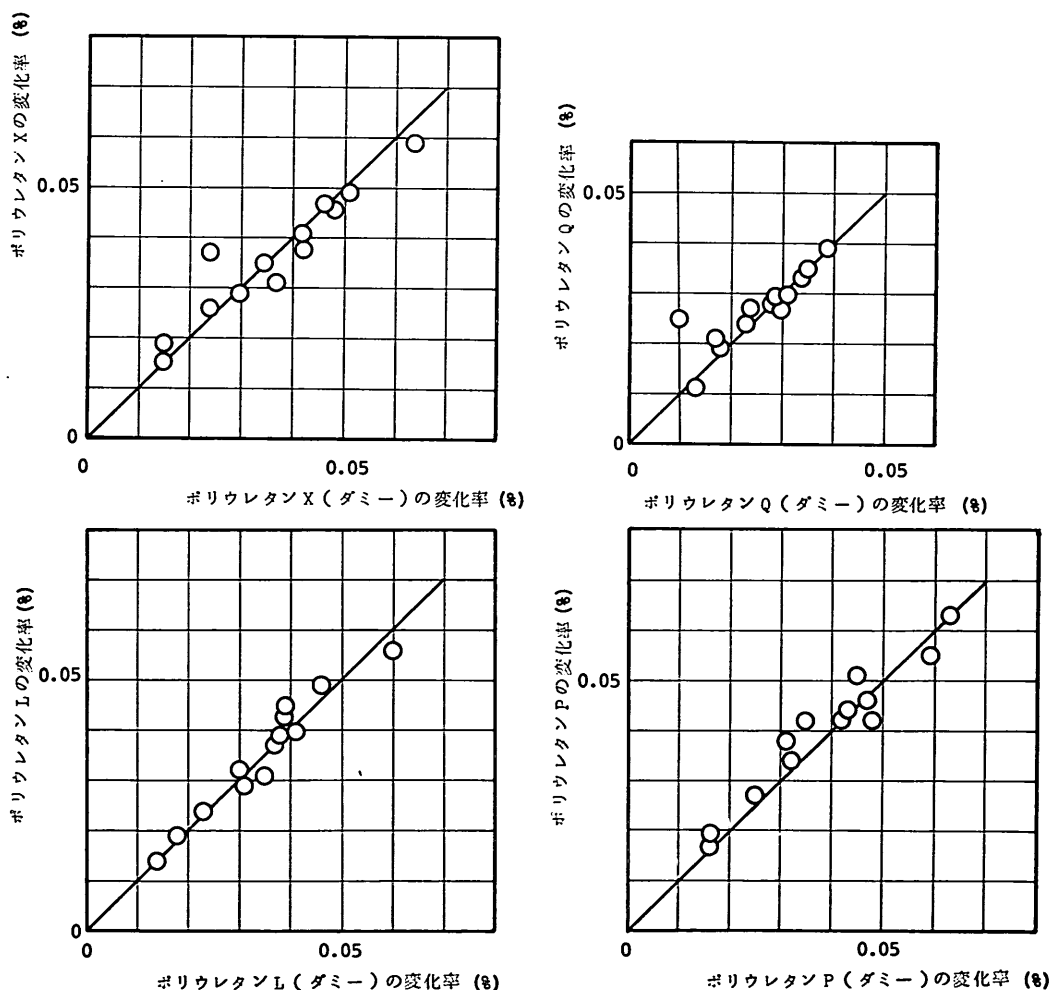 ポリウレタンXの変化率 (%)
0.05
0
0
0.05
ポリウレタンX(ダミー)の変化率 (%)
ポリウレタンQの変化率 (%)
0.05
0
0
0.05
ポリウレタンQ(ダミー)の変化率 (%)
ポリウレタンLの変化率 (%)
0.05
0
0
0.05
ポリウレタンL(ダミー)の変化率 (%)
ポリウレタンPの変化率 (%)
0.05
0
0.05
ポリウレタンP(ダミー)の変化率 (%)